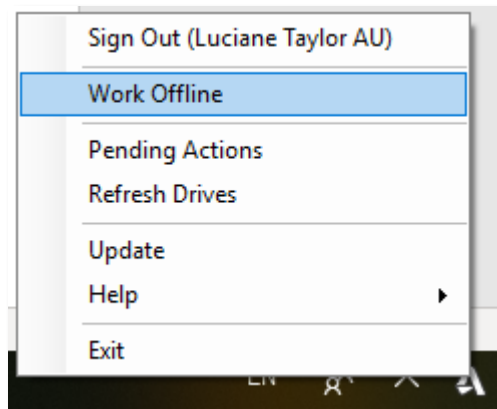 Sign Out (Luciane Taylor AU)
Work Offline
Pending Actions
Refresh Drives
Update
Help
Exit